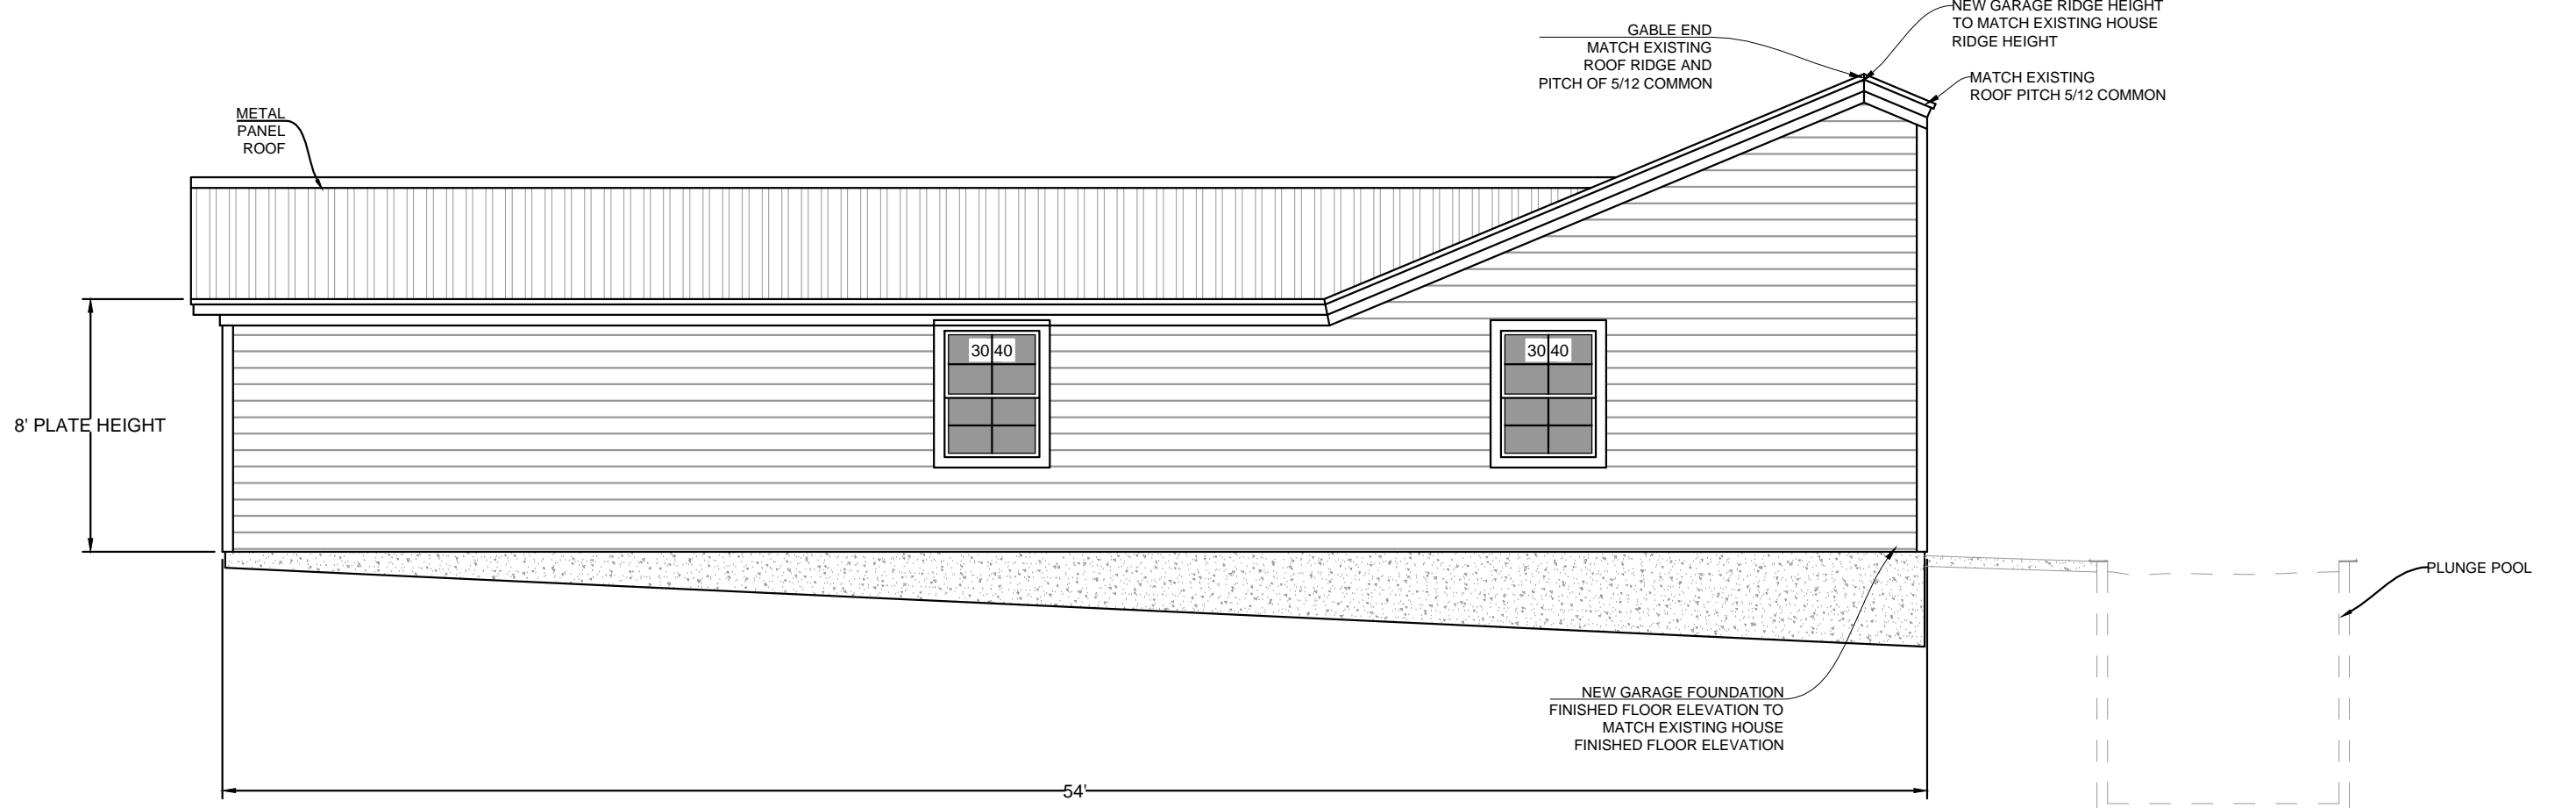 NEW GARAGE RIDGE HEIGHT
TO MATCH EXISTING HOUSE
RIDGE HEIGHT
GABLE END
MATCH EXISTING
ROOF RIDGE AND
PITCH OF 5/12 COMMON
MATCH EXISTING
ROOF PITCH 5/12 COMMON
METAL
PANEL
ROOF
30 40
30 40
8' PLATE HEIGHT
PLUNGE POOL
NEW GARAGE FOUNDATION
FINISHED FLOOR ELEVATION TO
MATCH EXISTING HOUSE
FINISHED FLOOR ELEVATION
54'